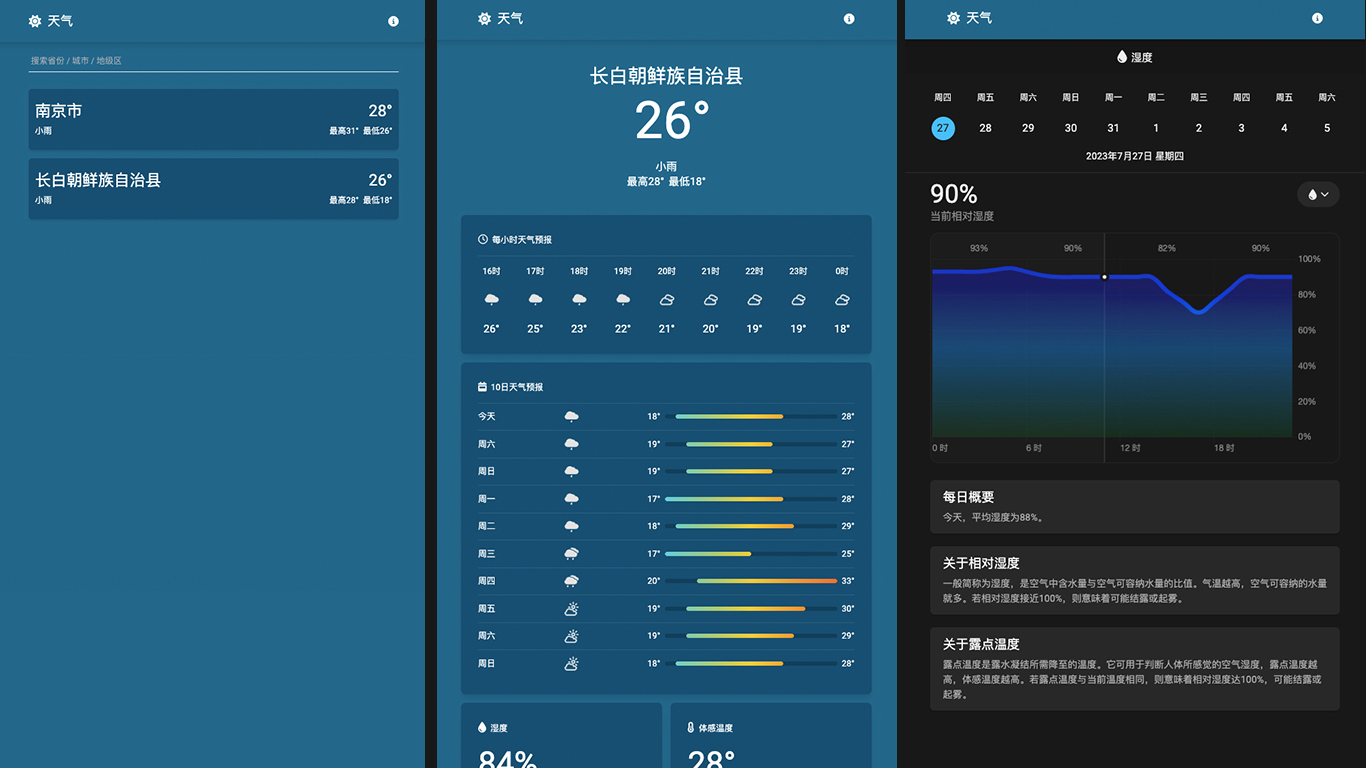 天气
搜索省份 / 城市 / 地级区
南京市 28°
小雨 最高31° 最低26°
长白朝鲜族自治县 26°
小雨 最高28° 最低18°
天气
长白朝鲜族自治县
26°
小雨
最高28° 最低18°
每小时天气预报
16时 17时 18时 19时 20时 21时 22时 23时 0时
26° 25° 23° 22° 21° 20° 19° 19° 18°
10日天气预报
今天 18° 28°
周六 19° 27°
周日 19° 27°
周一 17° 28°
周二 18° 29°
周三 17° 25°
周四 20° 33°
周五 19° 30°
周六 19° 29°
周日 18° 28°
湿度 体感温度
84% 28°
天气
湿度
周四 周五 周六 周日 周一 周二 周三 周四 周五 周六
27 28 29 30 31 1 2 3 4 5
2023年7月27日 星期四
90%
当前相对湿度
93% 90% 82% 90%
100%
80%
60%
40%
20%
0%
0 时 6 时 12 时 18 时
每日概要
今天，平均湿度为88%。
关于相对湿度
一般简称为湿度，是空气中含水量与空气可容纳水量的比值。气温越高，空气可容纳的水量
就多。若相对湿度接近100%，则意味着可能结露或起雾。
关于露点温度
露点温度是露水凝结所需降至的温度。它可用于判断人体所感觉的空气湿度，露点温度越
高，体感温度越高。若露点温度与当前温度相同，则意味着相对湿度达100%，可能结露或
起雾。